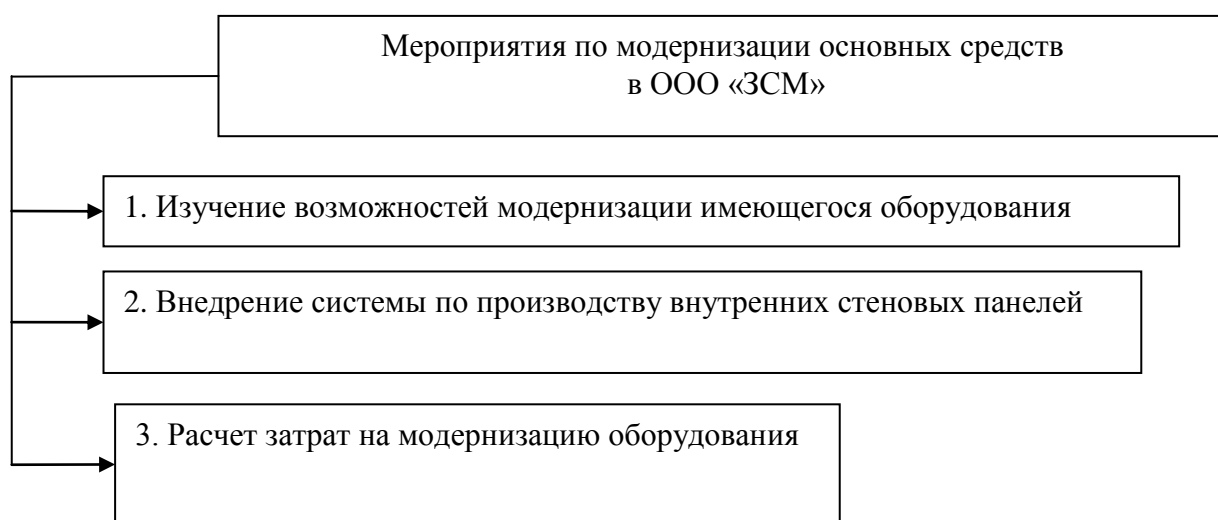 Мероприятия по модернизации основных средств
в ООО «ЗСМ»
1. Изучение возможностей модернизации имеющегося оборудования
2. Внедрение системы по производству внутренних стеновых панелей
3. Расчет затрат на модернизацию оборудования